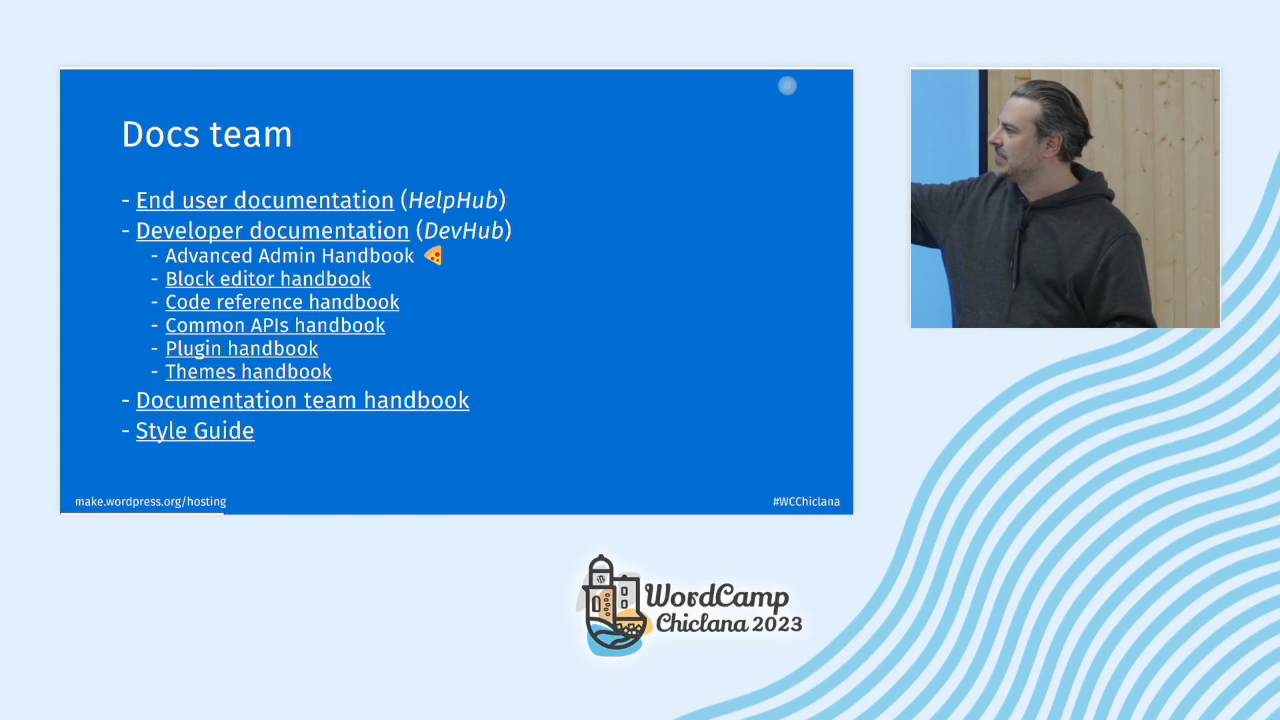 Docs team
- End user documentation (HelpHub)
- Developer documentation (DevHub)
- Advanced Admin Handbook 🍕
- Block editor handbook
- Code reference handbook
- Common APIs handbook
- Plugin handbook
- Themes handbook
- Documentation team handbook
- Style Guide
make.wordpress.org/hosting
#WCChiclana
WordCamp
Chiclana 2023